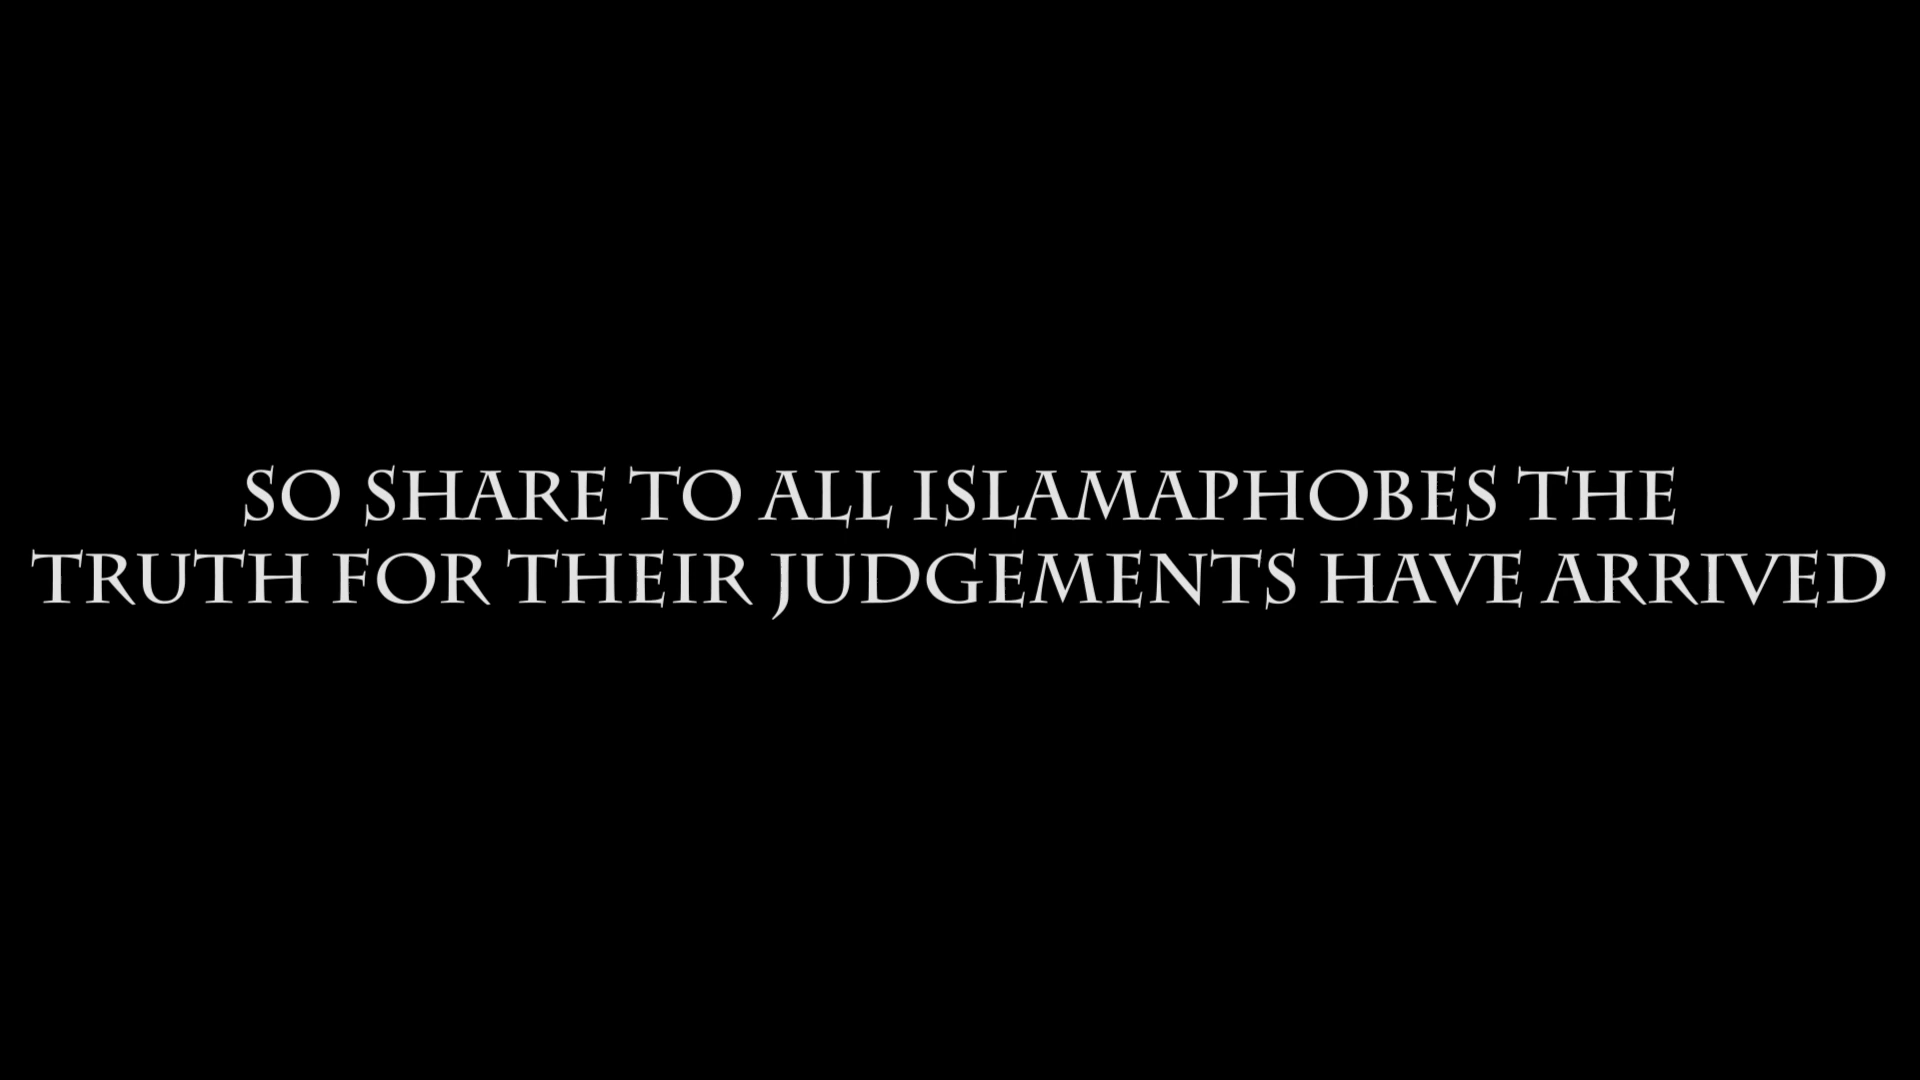 SO SHARE TO ALL ISLAMAPHOBES THE
TRUTH FOR THEIR JUDGEMENTS HAVE ARRIVED